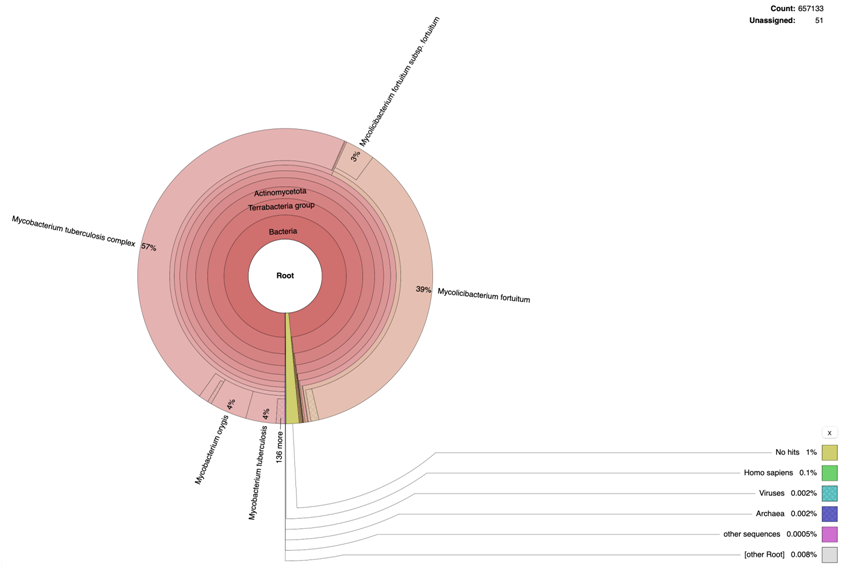 Count: 657133
Unassigned: 51
Mycolicibacterium fortuitum subsp. fortuitum
3%
Actinomycetota
Terrabacteria group
Bacteria
Mycobacterium tuberculosis complex 57%
Root
39% Mycolicibacterium fortuitum
Mycobacterium orygis 4%
Mycobacterium tuberculosis 4%
136 more
x
No hits 1%
Homo sapiens 0.1%
Viruses 0.002%
Archaea 0.002%
other sequences 0.0005%
[other Root] 0.008%